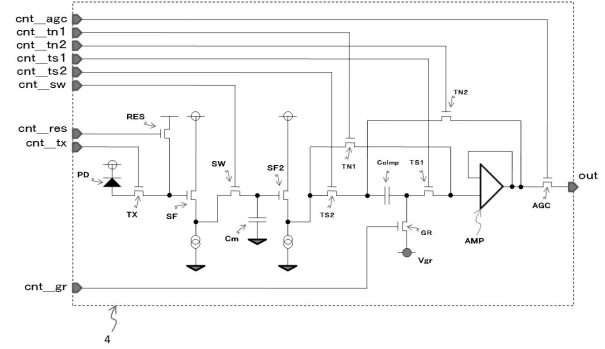 cnt_agc
cnt_tn1
cnt_tn2
cnt_ts1
cnt_ts2
cnt_sw
cnt_res
cnt_tx
cnt_gr
RES
PD
TX
SF
SW
Cm
SF2
TN1
TN2
TS2
CoImp
TS1
GR
Vgr
AMP
AGC
out
4